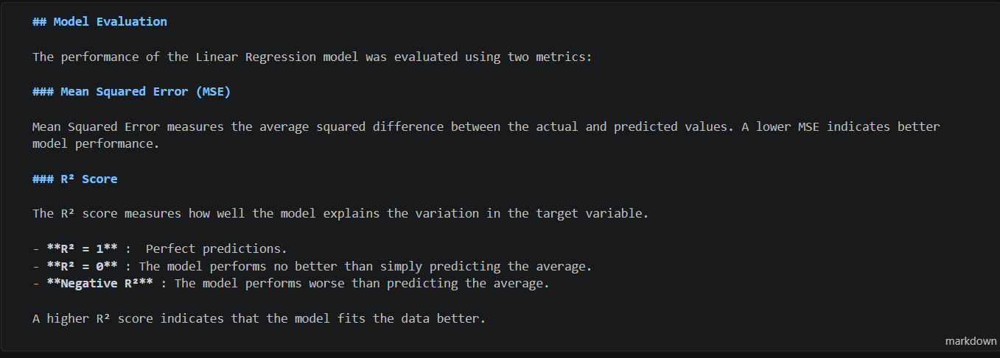 ## Model Evaluation
The performance of the Linear Regression model was evaluated using two metrics:
### Mean Squared Error (MSE)
Mean Squared Error measures the average squared difference between the actual and predicted values. A lower MSE indicates better
model performance.
### R² Score
The R² score measures how well the model explains the variation in the target variable.
- **R² = 1** :  Perfect predictions.
- **R² = 0** : The model performs no better than simply predicting the average.
- **Negative R²** : The model performs worse than predicting the average.
A higher R² score indicates that the model fits the data better.
markdown